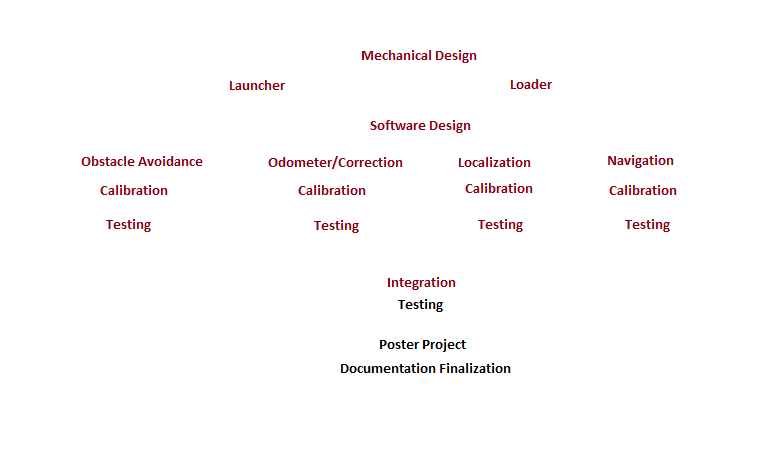 Mechanical Design
Launcher Loader
Software Design
Obstacle Avoidance Odometer/Correction Localization Navigation
Calibration Calibration Calibration Calibration
Testing Testing Testing Testing
Integration
Testing
Poster Project
Documentation Finalization